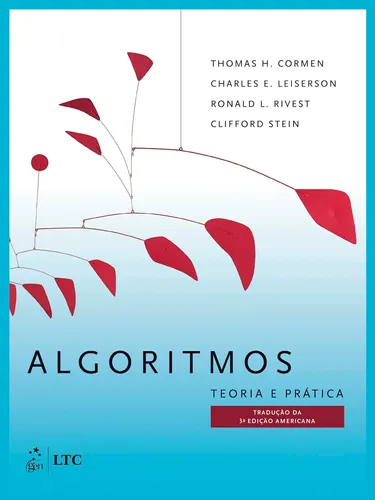 THOMAS H. CORMEN
CHARLES E. LEISERSON
RONALD L. RIVEST
CLIFFORD STEIN
ALGORITMOS
TEORIA E PRÁTICA
TRADUÇÃO DA
3ª EDIÇÃO AMERICANA
gen LTC